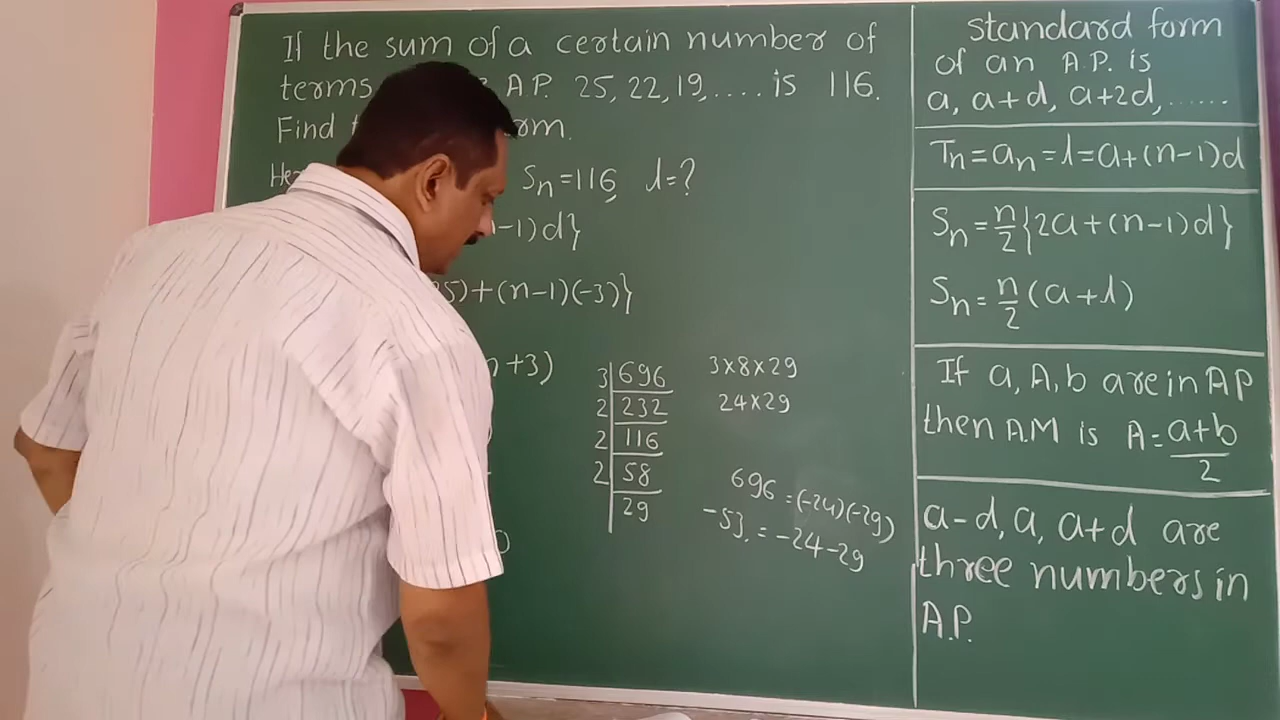 If the sum of a certain number of
terms A.P. 25, 22, 19, .... is 116.
Find
Sn=116, l=?
-1)d}
5)+(n-1)(-3)}
+3)
3|696
2|232
2|116
2|58
29
3×8×29
24×29
696=(-24)(-29)
-53.=-24-29
0
standard form
of an A.P. is
a, a+d, a+2d, ......
Tn=an=l=a+(n-1)d
Sn=n/2{2a+(n-1)d}
Sn=n/2(a+l)
If a, A, b are in AP
then A.M is A=a+b/2
a-d, a, a+d are
three numbers in
A.P.